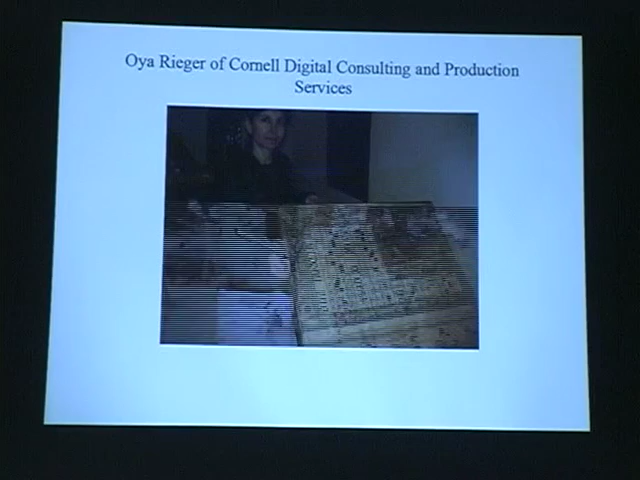 Oya Rieger of Cornell Digital Consulting and Production
Services